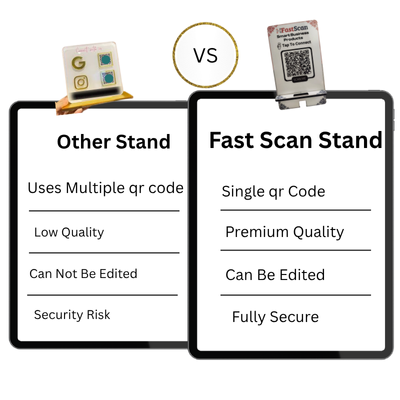 VS
FastScan
Smart Business
Products
Tap To Connect
Other Stand
Uses Multiple qr code
Low Quality
Can Not Be Edited
Security Risk
Fast Scan Stand
Single qr Code
Premium Quality
Can Be Edited
Fully Secure